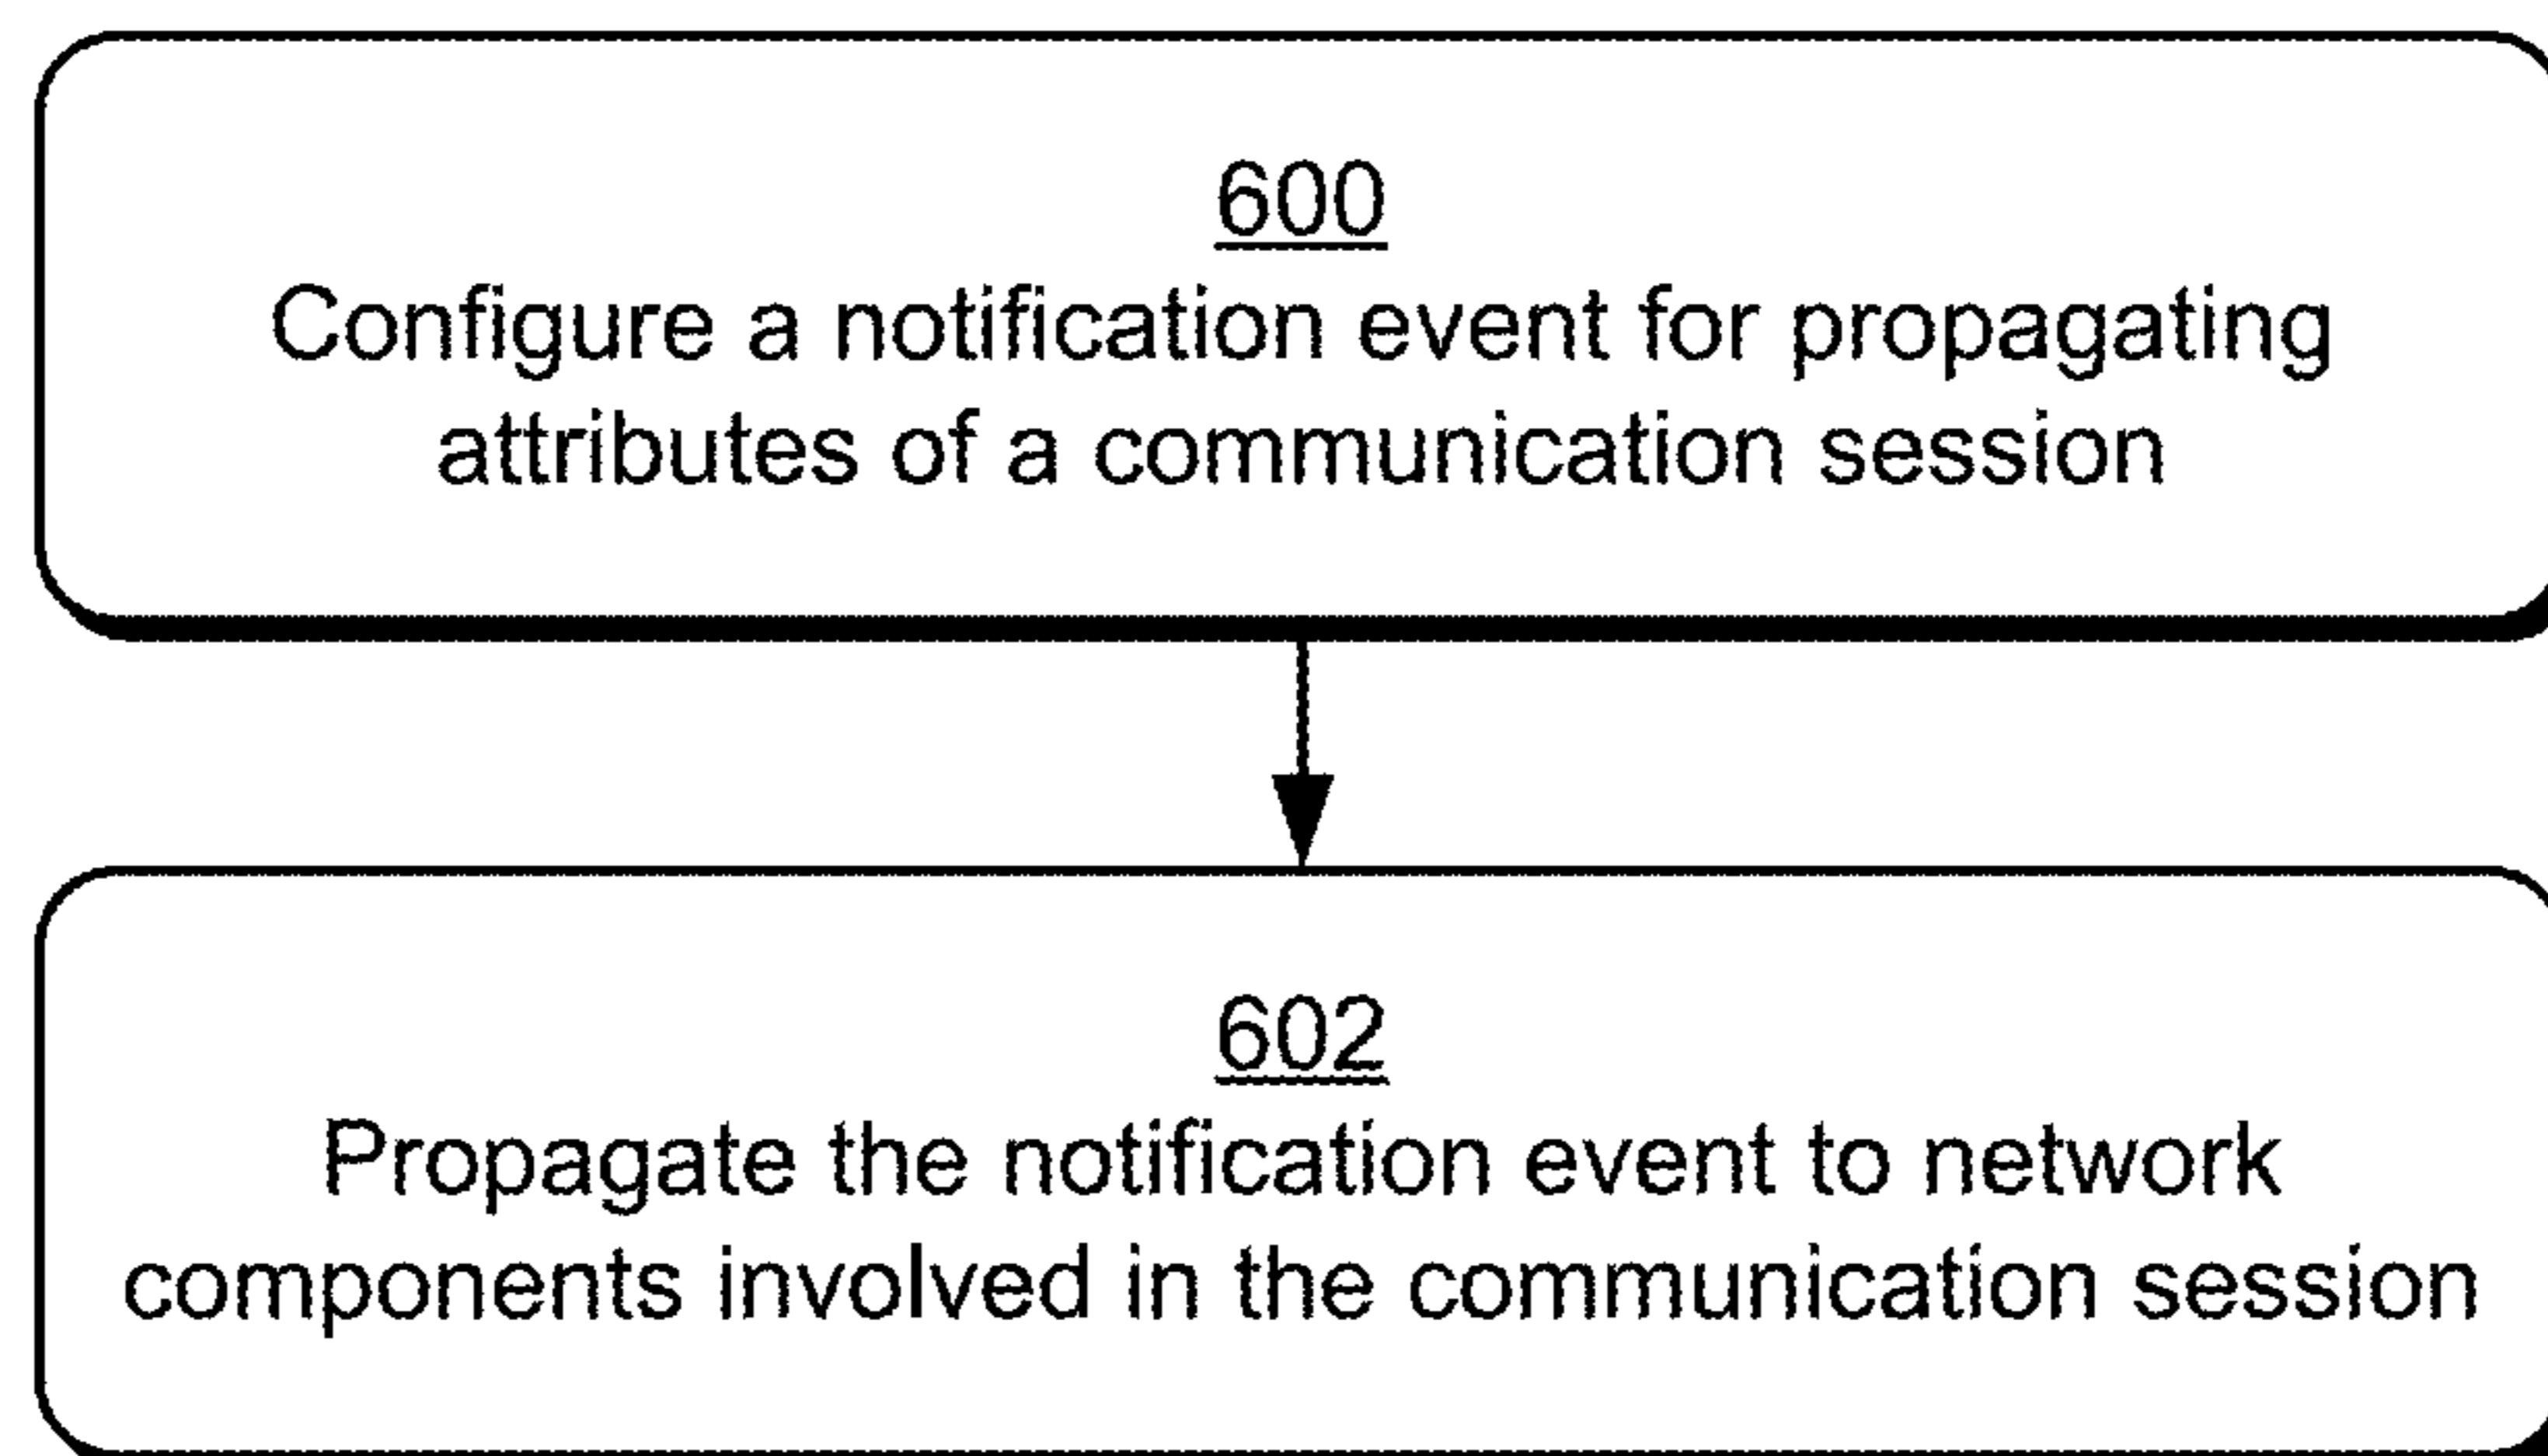 600
Configure a notification event for propagating
attributes of a communication session
602
Propagate the notification event to network
components involved in the communication session